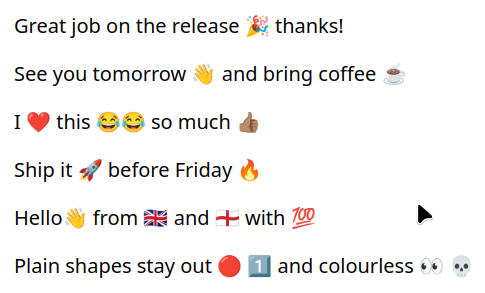 Great job on the release 🎉 thanks!
See you tomorrow 👋 and bring coffee ☕
I ❤️ this 😂😂 so much 👍🏽
Ship it 🚀 before Friday 🔥
Hello👋 from 🇬🇧 and 🏴󠁧󠁢󠁥󠁮󠁧󠁿 with 💯
Plain shapes stay out 🔴 1️⃣ and colourless 👀 💀